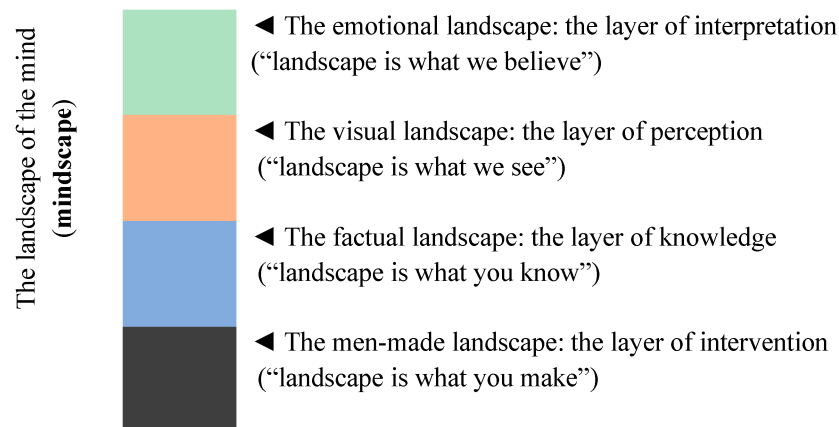 The landscape of the mind
(mindscape)
◄ The emotional landscape: the layer of interpretation
(“landscape is what we believe”)
◄ The visual landscape: the layer of perception
(“landscape is what we see”)
◄ The factual landscape: the layer of knowledge
(“landscape is what you know”)
◄ The men-made landscape: the layer of intervention
(“landscape is what you make”)